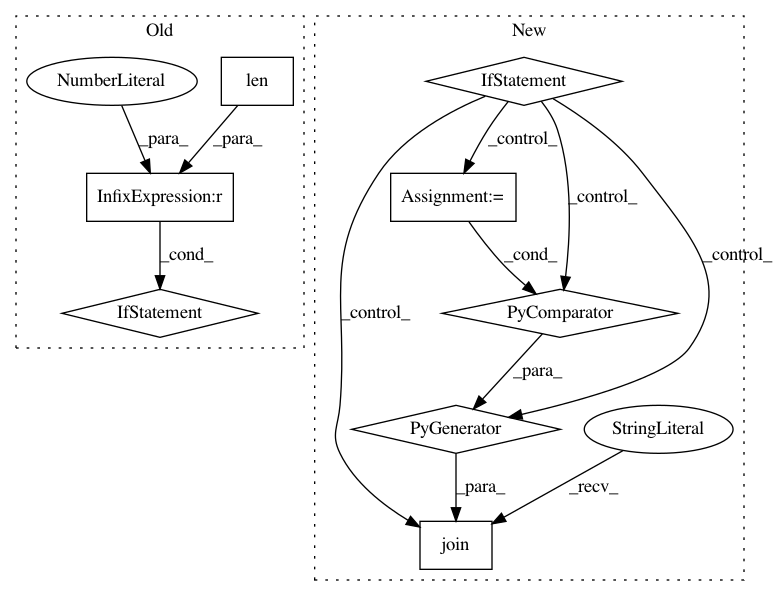 Old
New
NumberLiteral
len
IfStatement
_para_
_para_
_control_
InfixExpression:r
Assignment:=
_control_
_cond_
_cond_
_control_
IfStatement
_control_
PyComparator
_para_
PyGenerator
StringLiteral
_para_
_recv_
join